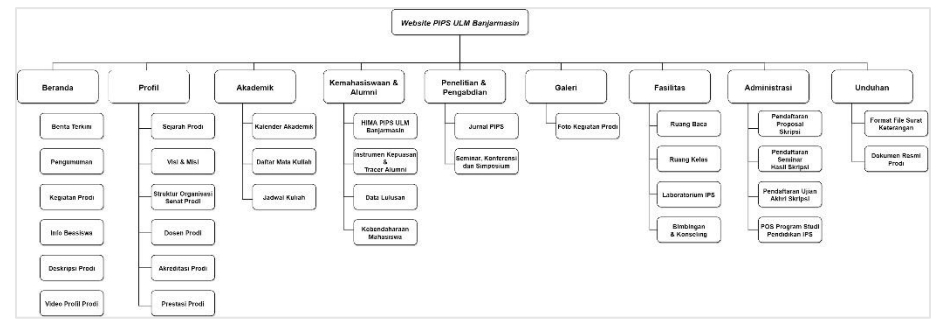 Website PIPS ULM Banjarmasin
Beranda
Berita Terkini
Pengumuman
Kegiatan Prodi
Info Beasiswa
Deskripsi Prodi
Video Profil Prodi
Profil
Sejarah Prodi
Visi & Misi
Struktur Organisasi
Senat Prodi
Dosen Prodi
Akreditasi Prodi
Prestasi Prodi
Akademik
Kalender Akademik
Daftar Mata Kuliah
Jadwal Kuliah
Kemahasiswaan &
Alumni
HIMA PIPS ULM
Banjarmasin
Instrumen Kepuasan
&
Tracer Alumni
Data Lulusan
Kebendaharaan
Mahasiswa
Penelitian &
Pengabdian
Jurnal PIPS
Seminar, Konferensi
dan Simposium
Galeri
Foto Kegiatan Prodi
Fasilitas
Ruang Baca
Ruang Kelas
Laboratorium IPS
Bimbingan
& Konseling
Administrasi
Pendaftaran
Proposal
Skripsi
Pendaftaran
Seminar
Hasil Skripsi
Pendaftaran Ujian
Akhri Skripsi
POS Program Studi
Pendidikan IPS
Unduhan
Format File Surat
Keterangan
Dokumen Resmi
Prodi